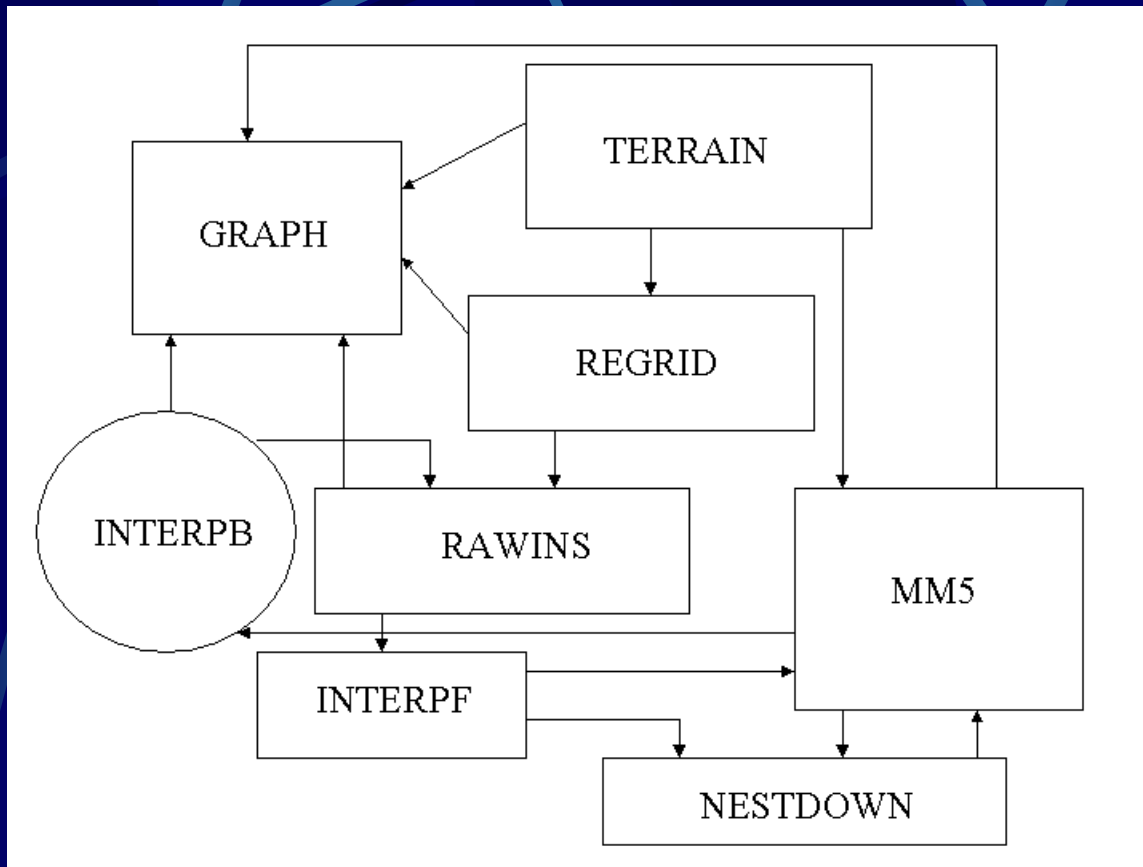 TERRAIN
GRAPH
REGRID
INTERPB
RAWINS
MM5
INTERPF
NESTDOWN